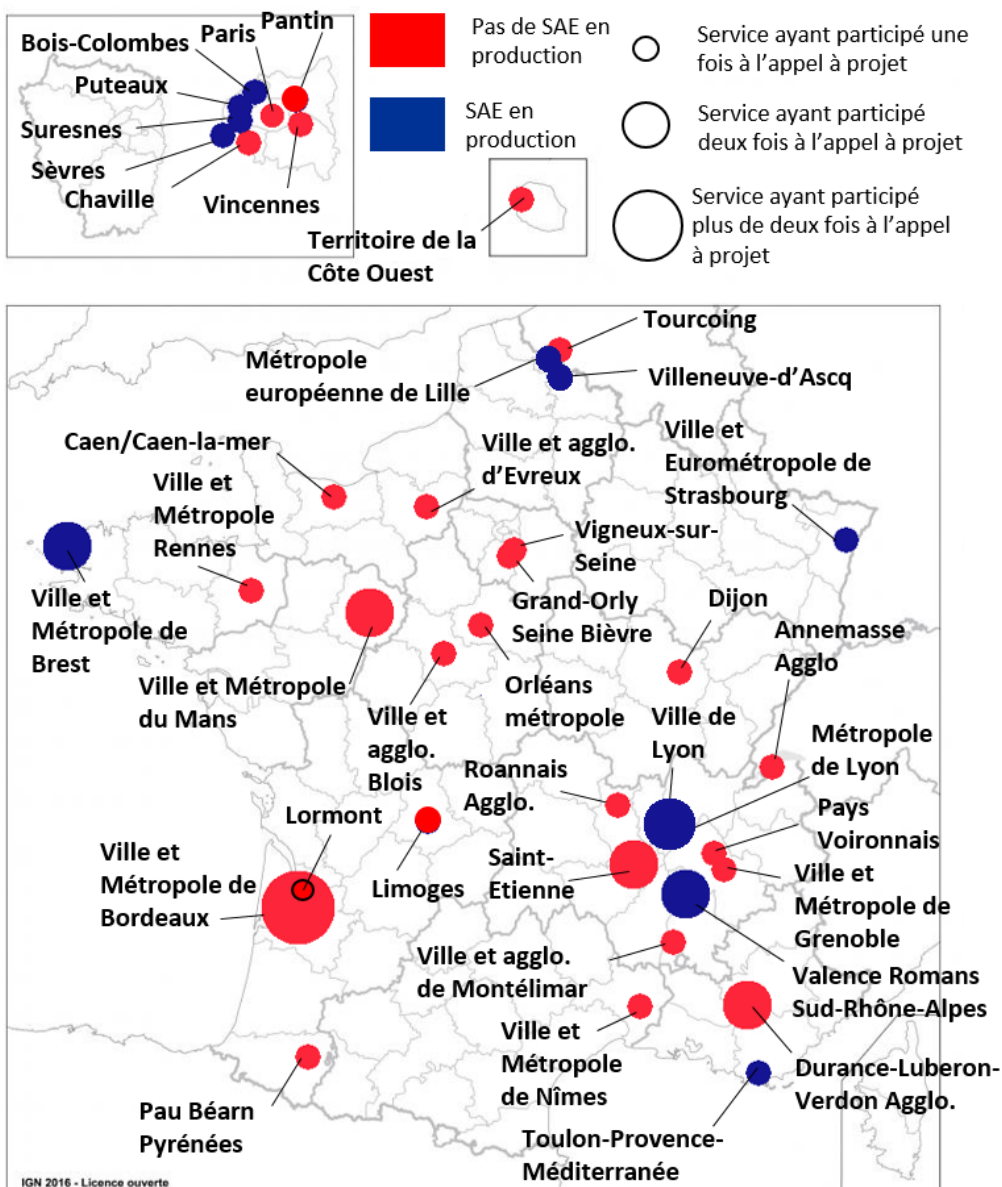 Pantin
Paris
Bois-Colombes
Puteaux
Suresnes
Sèvres
Chaville
Vincennes
Pas de SAE en
production
SAE en
production
Service ayant participé une
fois à l'appel à projet
Service ayant participé
deux fois à l'appel à projet
Service ayant participé
plus de deux fois à l'appel
à projet
Territoire de la
Côte Ouest
Tourcoing
Métropole
européenne de Lille
Villeneuve-d'Ascq
Caen/Caen-la-mer
Ville et agglo.
d'Evreux
Ville et
Eurométropole de
Strasbourg
Ville et
Métropole
Rennes
Vigneux-sur-
Seine
Ville et
Métropole de
Brest
Grand-Orly
Seine Bièvre
Dijon
Annemasse
Agglo
Ville et Métropole
du Mans
Ville et
agglo.
Blois
Orléans
métropole
Ville de
Lyon
Métropole
de Lyon
Roannais
Agglo.
Lormont
Pays
Voironnais
Ville et
Métropole de
Bordeaux
Limoges
Saint-
Etienne
Ville et
Métropole de
Grenoble
Ville et agglo.
de Montélimar
Valence Romans
Sud-Rhône-Alpes
Ville et
Métropole
de Nîmes
Durance-Luberon-
Verdon Agglo.
Pau Béarn
Pyrénées
Toulon-Provence-
Méditerranée
IGN 2016 - Licence ouverte